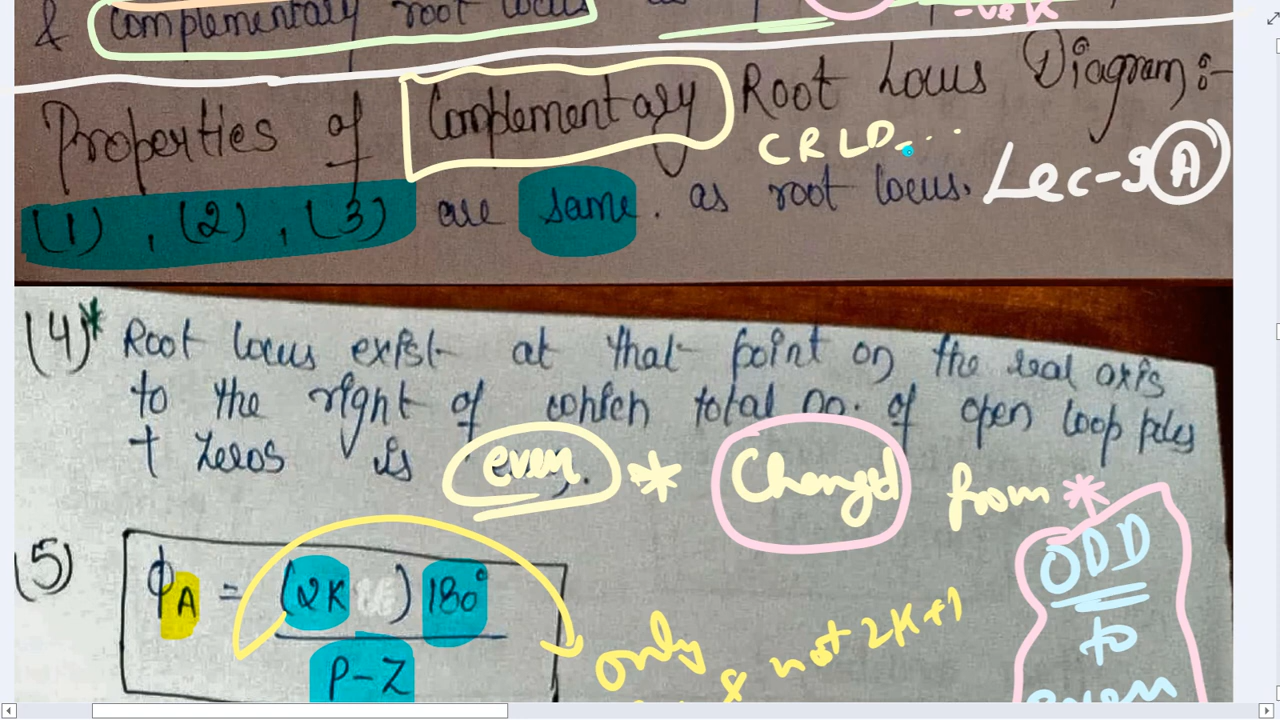 & Complementary root locus
-ve K
Properties of Complementary Root Locus Diagram:-
CRLD...
(1), (2), (3) are same. as root locus. Lec-9 (A)
(4)* Root locus exist at that point on the real axis
to the right of which total no. of open loop poles
+ zeros is even. * Changed from *
ODD
to
even
(5) ϕA = (2K) 180°
P-Z
only
& not 2K+1